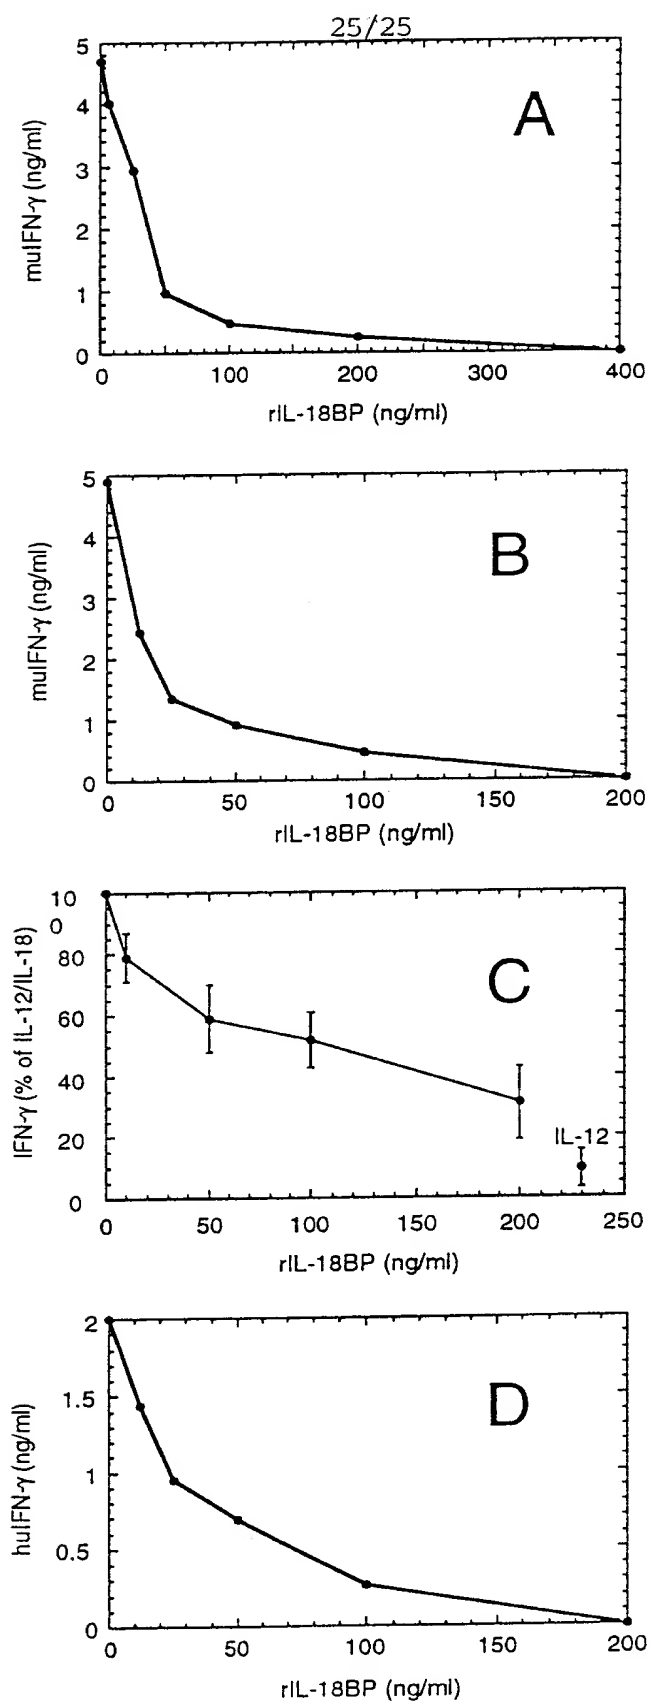 25/25
A
muIFN-γ (ng/ml)
5
4
3
2
1
0
0 100 200 300 400
rIL-18BP (ng/ml)
B
muIFN-γ (ng/ml)
5
4
3
2
1
0
0 50 100 150 200
rIL-18BP (ng/ml)
C
IFN-γ (% of IL-12/IL-18)
10
0
80
60
40
20
0
IL-12
0 50 100 150 200 250
rIL-18BP (ng/ml)
D
huIFN-γ (ng/ml)
2
1.5
1
0.5
0
0 50 100 150 200
rIL-18BP (ng/ml)